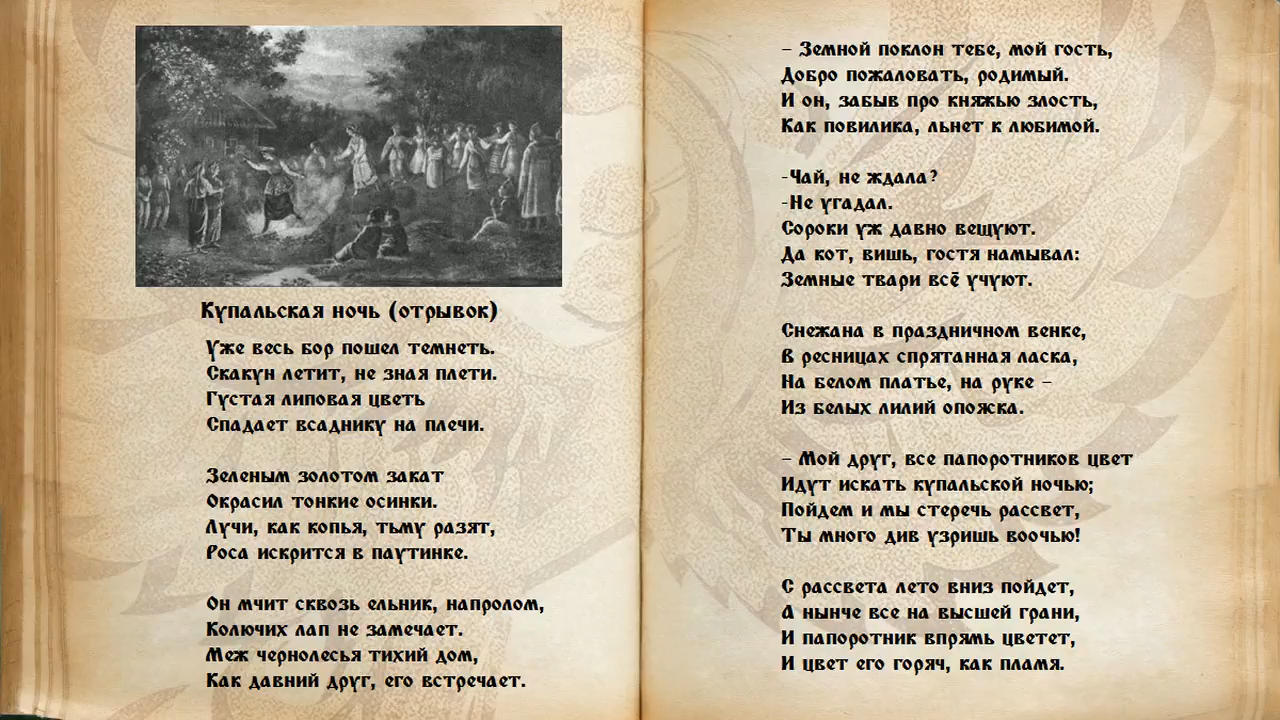 Купальская ночь (отрывок)
Уже весь бор пошел темнеть.
Скакун летит, не зная плети.
Густая липовая цветь
Спадает всаднику на плечи.
Зеленым золотом закат
Окрасил тонкие осинки.
Лучи, как копья, тьму разят,
Роса искрится в паутинке.
Он мчит сквозь ельник, напролом,
Колючих лап не замечает.
Меж чернолесья тихий дом,
Как давний друг, его встречает.
– Земной поклон тебе, мой гость,
Добро пожаловать, родимый.
И он, забыв про княжью злость,
Как повилика, льнет к любимой.
-Чай, не ждала?
-Не угадал.
Сороки уж давно вещуют.
Да кот, вишь, гостя намывал:
Земные твари всё учуют.
Снежана в праздничном венке,
В ресницах спрятанная ласка,
На белом платье, на руке –
Из белых лилий опояска.
– Мой друг, все папоротников цвет
Идут искать купальской ночью;
Пойдем и мы стеречь рассвет,
Ты много див узришь воочью!
С рассвета лето вниз пойдет,
А нынче все на высшей грани,
И папоротник впрямь цветет,
И цвет его горяч, как пламя.